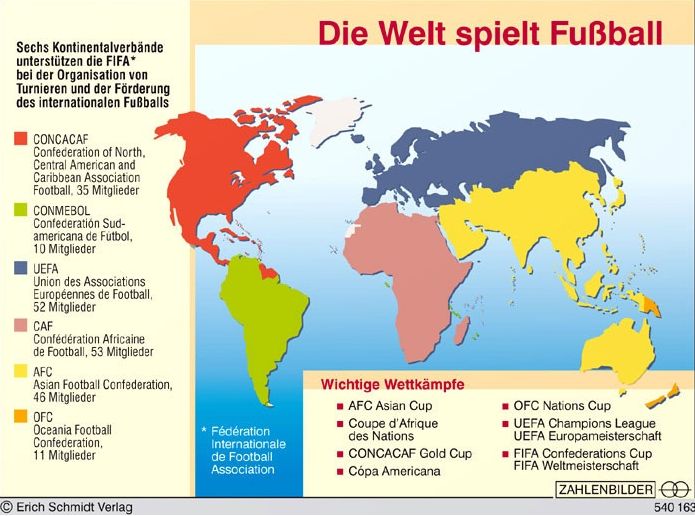 Die Welt spielt Fußball
Sechs Kontinentalverbände
unterstützen die FIFA*
bei der Organisation von
Turnieren und der Förderung
des internationalen Fußballs
CONCACAF
Confederation of North,
Central American and
Caribbean Association
Football, 35 Mitglieder
CONMEBOL
Confederatión Sud-
americana de Fútbol,
10 Mitglieder
UEFA
Union des Associations
Européennes de Football,
52 Mitglieder
CAF
Confédération Africaine
de Football, 53 Mitglieder
AFC
Asian Football Confederation,
46 Mitglieder
OFC
Oceania Football
Confederation,
11 Mitglieder
* Fédération
Internationale
de Football
Association
Wichtige Wettkämpfe
AFC Asian Cup
Coupe d'Afrique
des Nations
CONCACAF Gold Cup
Cópa Americana
OFC Nations Cup
UEFA Champions League
UEFA Europameisterschaft
FIFA Confederations Cup
FIFA Weltmeisterschaft
ZAHLENBILDER
© Erich Schmidt Verlag
540 163